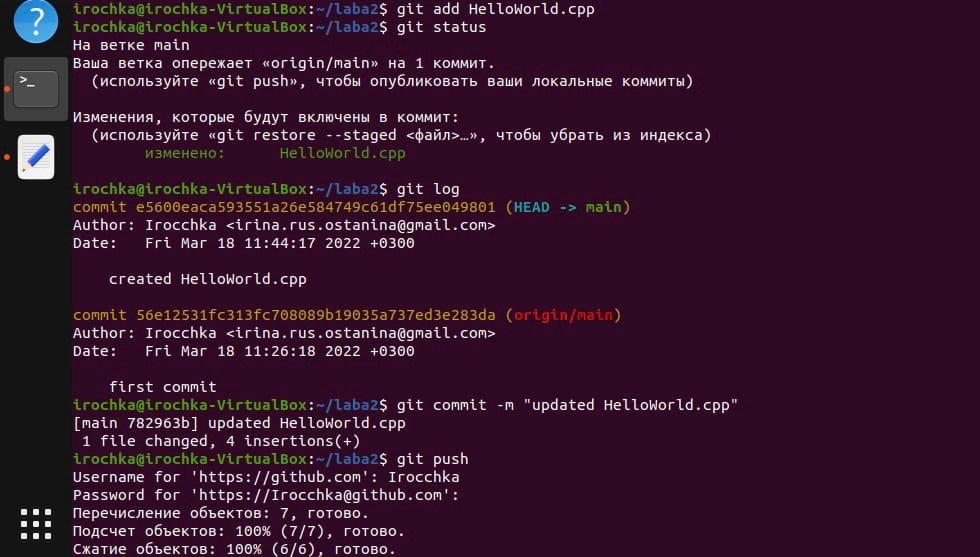 irochka@irochka-VirtualBox:~/laba2$ git add HelloWorld.cpp
irochka@irochka-VirtualBox:~/laba2$ git status
На ветке main
Ваша ветка опережает «origin/main» на 1 коммит.
  (используйте «git push», чтобы опубликовать ваши локальные коммиты)
Изменения, которые будут включены в коммит:
  (используйте «git restore --staged <файл>…», чтобы убрать из индекса)
        изменено:      HelloWorld.cpp
irochka@irochka-VirtualBox:~/laba2$ git log
commit e5600eaca593551a26e584749c61df75ee049801 (HEAD -> main)
Author: Irocchka <irina.rus.ostanina@gmail.com>
Date:   Fri Mar 18 11:44:17 2022 +0300
    created HelloWorld.cpp
commit 56e12531fc313fc708089b19035a737ed3e283da (origin/main)
Author: Irocchka <irina.rus.ostanina@gmail.com>
Date:   Fri Mar 18 11:26:18 2022 +0300
    first commit
irochka@irochka-VirtualBox:~/laba2$ git commit -m "updated HelloWorld.cpp"
[main 782963b] updated HelloWorld.cpp
 1 file changed, 4 insertions(+)
irochka@irochka-VirtualBox:~/laba2$ git push
Username for 'https://github.com': Irocchka
Password for 'https://Irocchka@github.com':
Перечисление объектов: 7, готово.
Подсчет объектов: 100% (7/7), готово.
Сжатие объектов: 100% (6/6), готово.